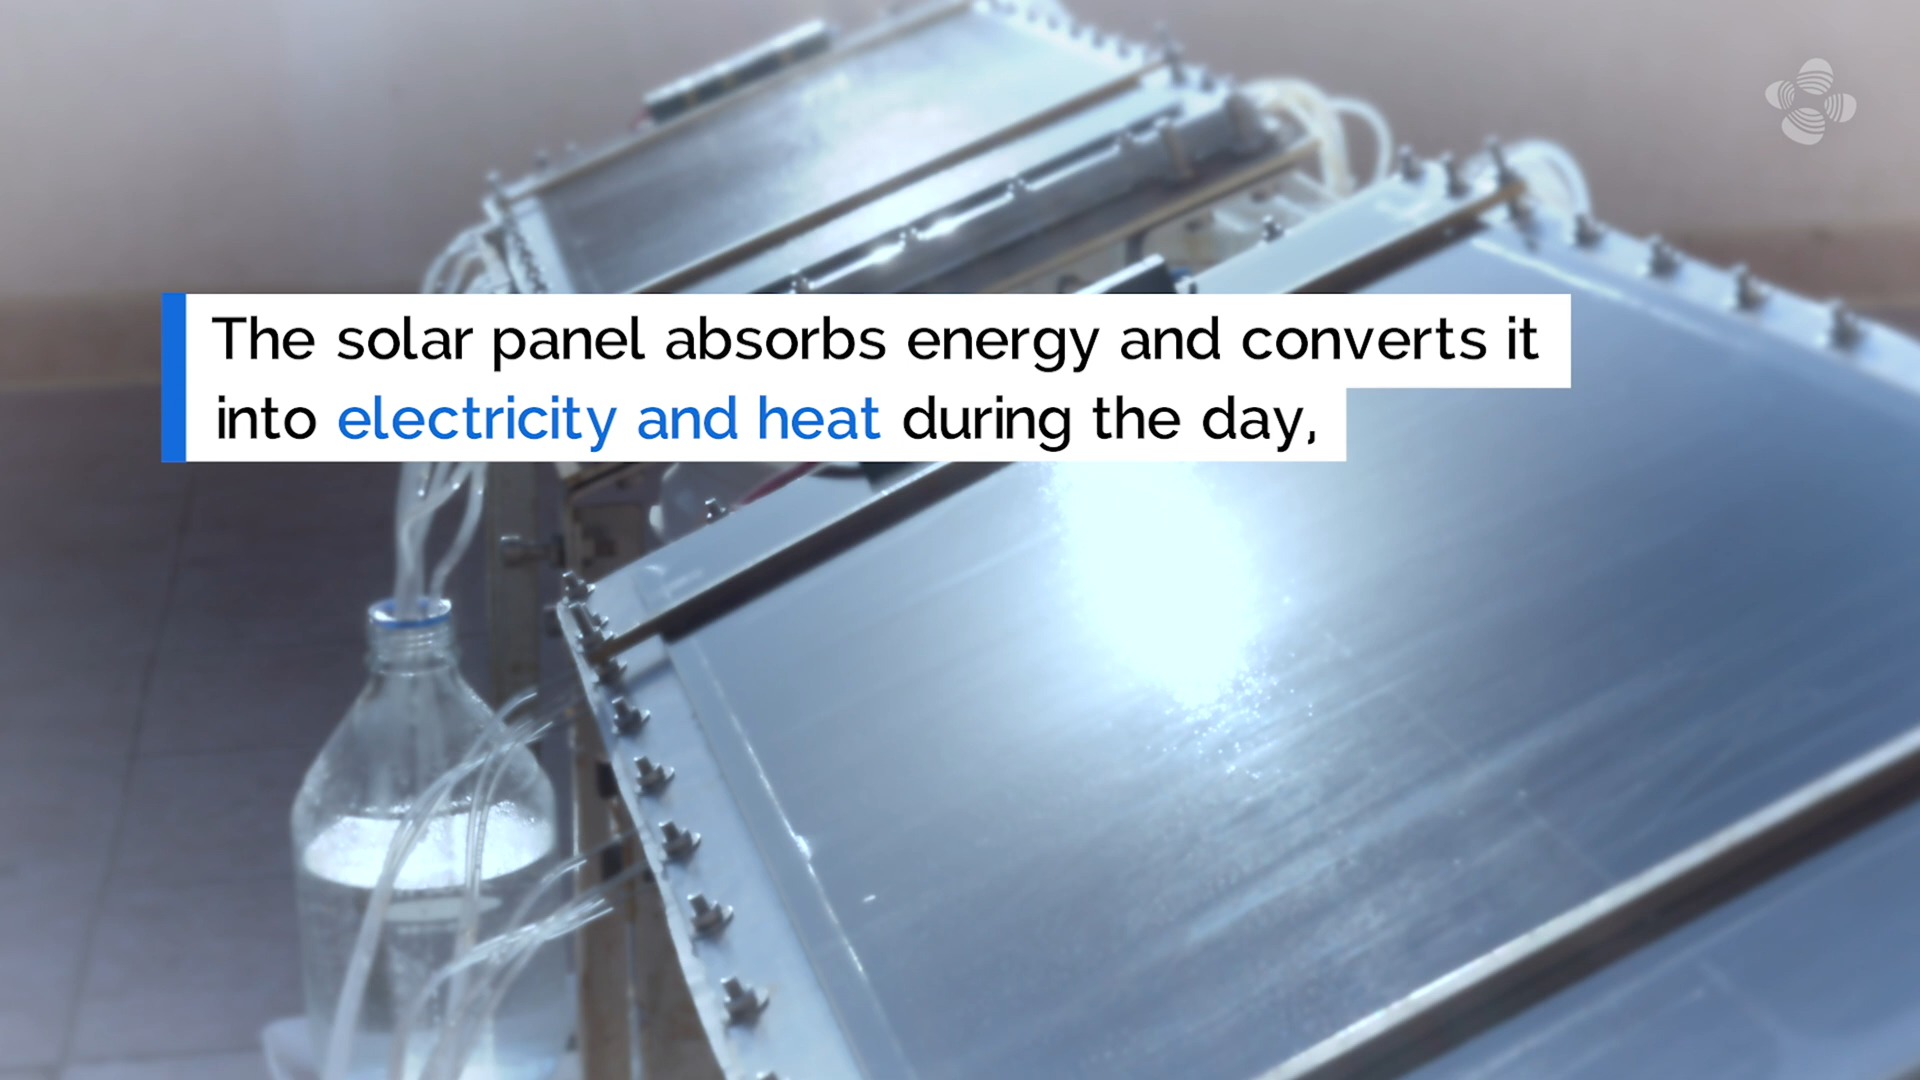 The solar panel absorbs energy and converts it
into electricity and heat during the day,